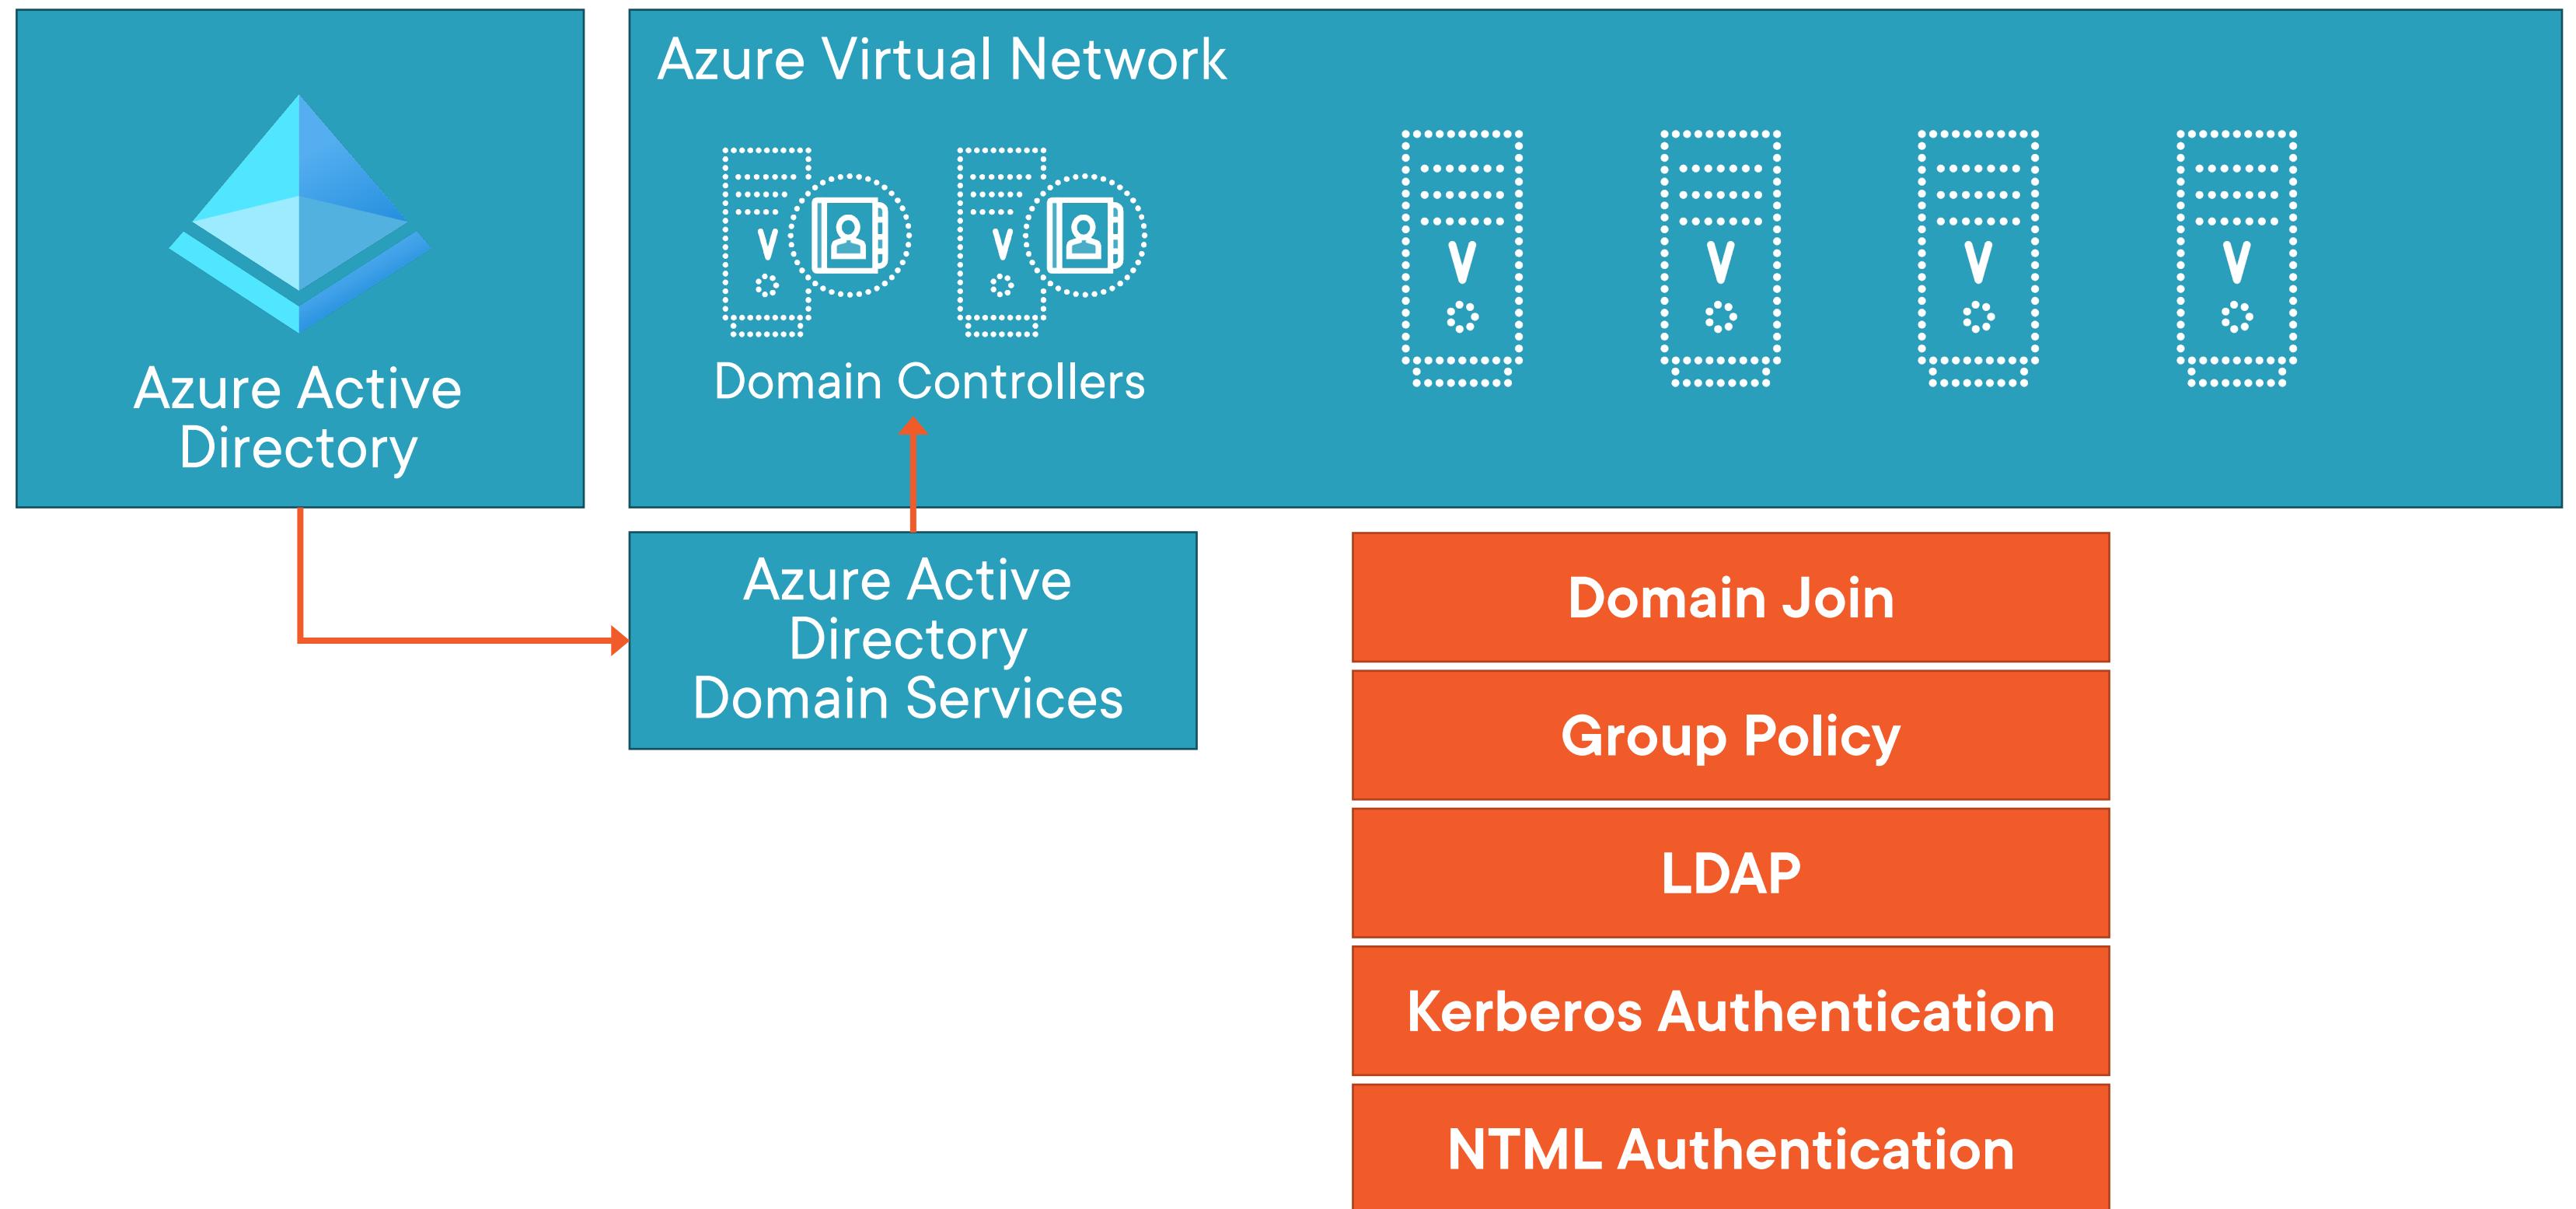 Azure Active
Directory
Azure Virtual Network
Domain Controllers
Azure Active
Directory
Domain Services
Domain Join
Group Policy
LDAP
Kerberos Authentication
NTML Authentication